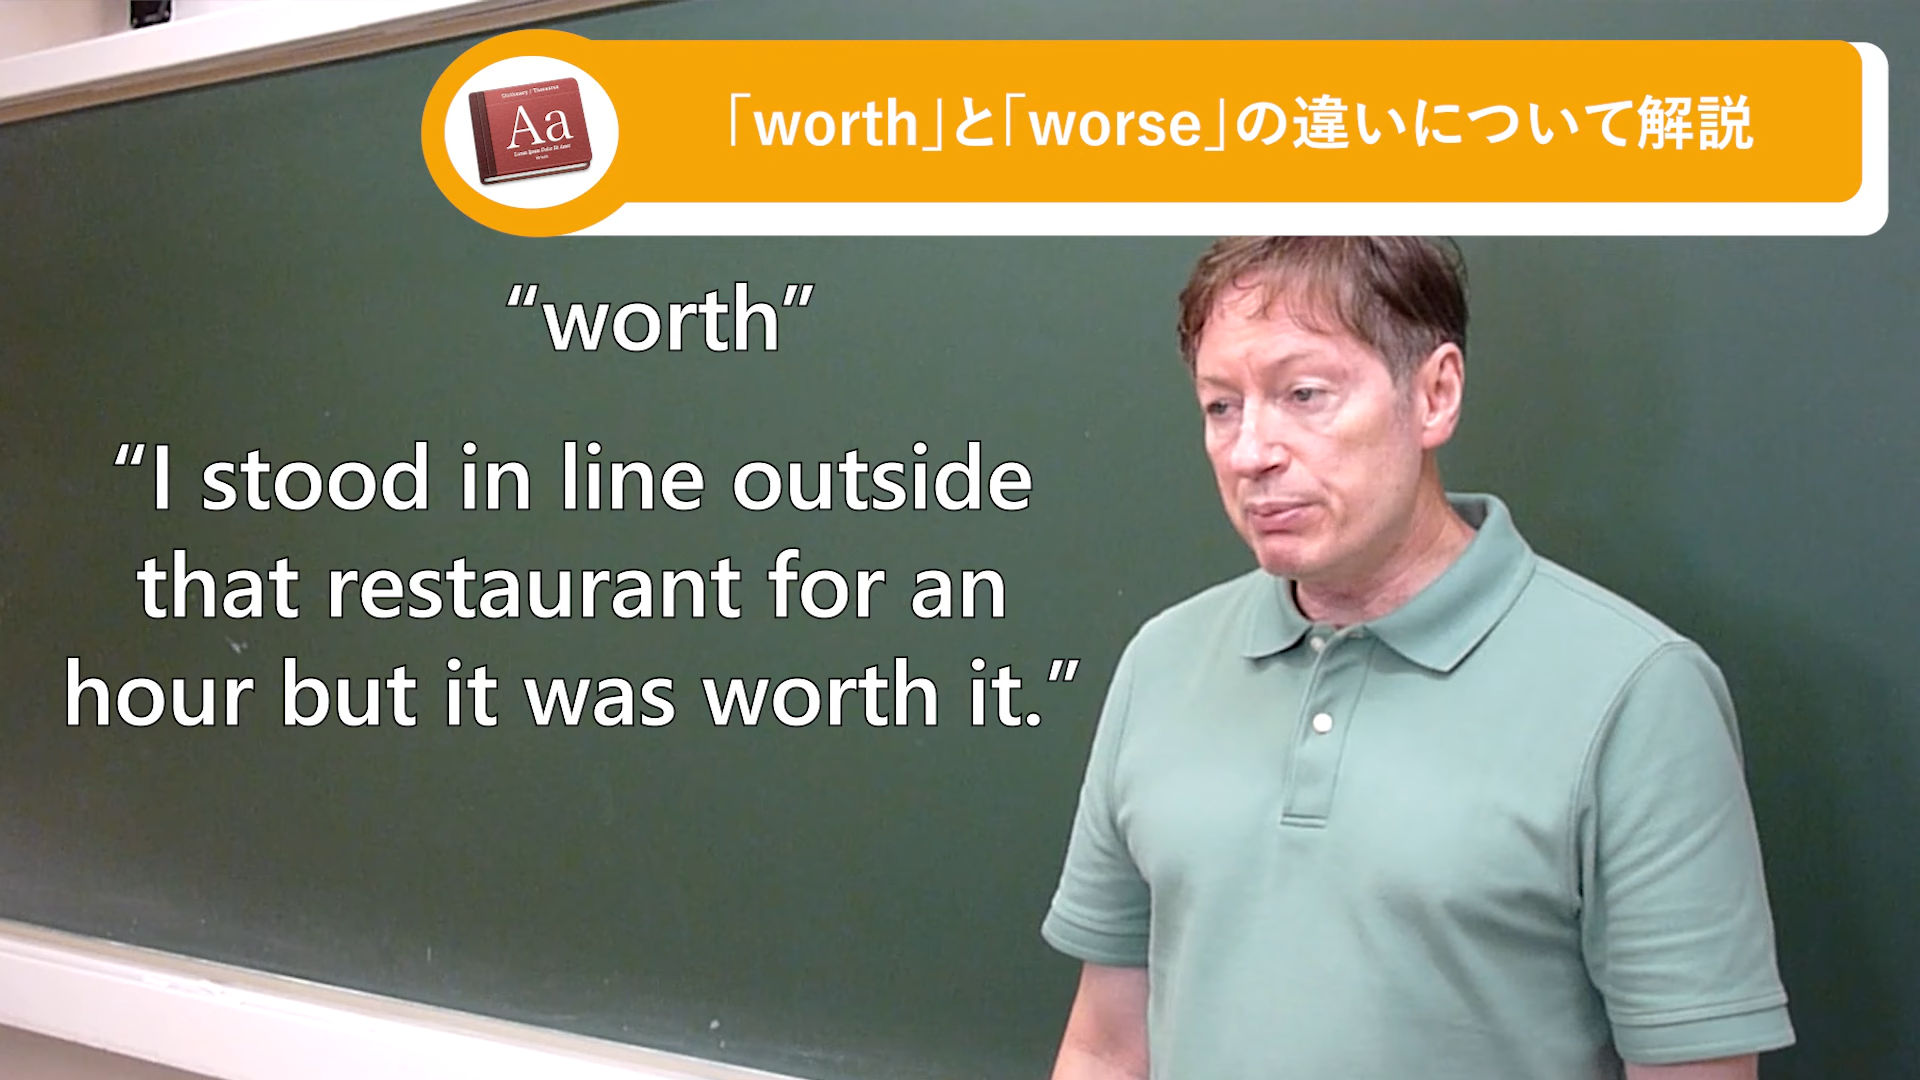 「worth」と「worse」の違いについて解説
Aa
“worth”
“I stood in line outside
that restaurant for an
hour but it was worth it.”